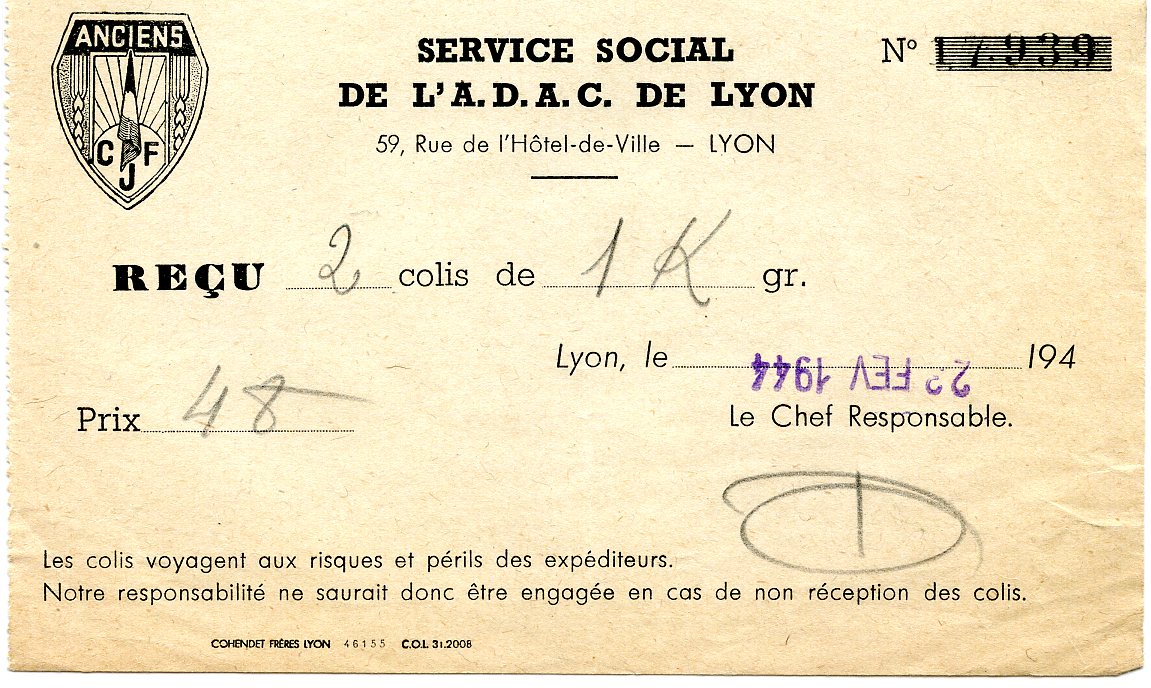 ANCIENS
C J F
SERVICE SOCIAL
DE L'A.D.A.C. DE LYON
59, Rue de l'Hôtel-de-Ville — LYON
N° 17.939
REÇU 2 colis de 1 K gr.
Lyon, le 194
FEV 1944
Prix 48
Le Chef Responsable.
Les colis voyagent aux risques et périls des expéditeurs.
Notre responsabilité ne saurait donc être engagée en cas de non réception des colis.
COHENDET FRÈRES LYON 46155 C.O.L. 31.2008